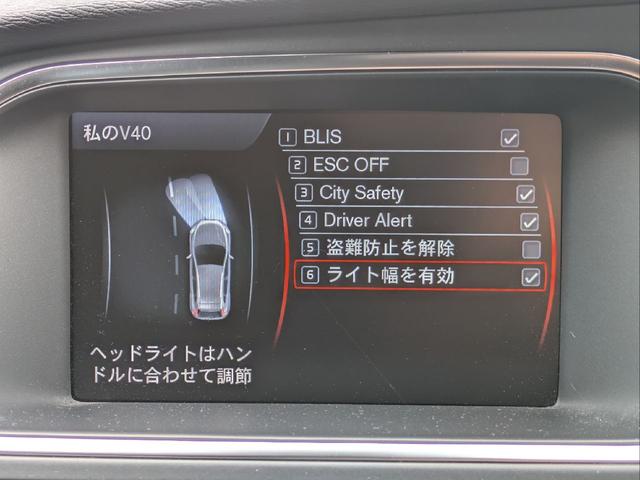 私のV40
1 BLIS
2 ESC OFF
3 City Safety
4 Driver Alert
5 盗難防止を解除
6 ライト幅を有効
ヘッドライトはハン
ドルに合わせて調節